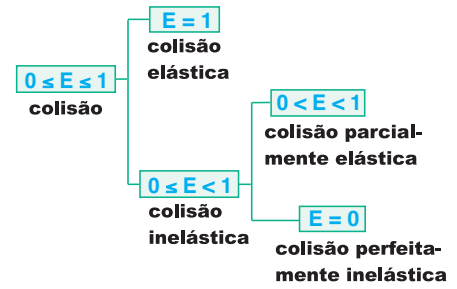 E = 1
colisão
elástica
0 ≤ E ≤ 1
colisão
0 < E < 1
colisão parcial-
mente elástica
0 ≤ E < 1
colisão
inelástica
E = 0
colisão perfeita-
mente inelástica